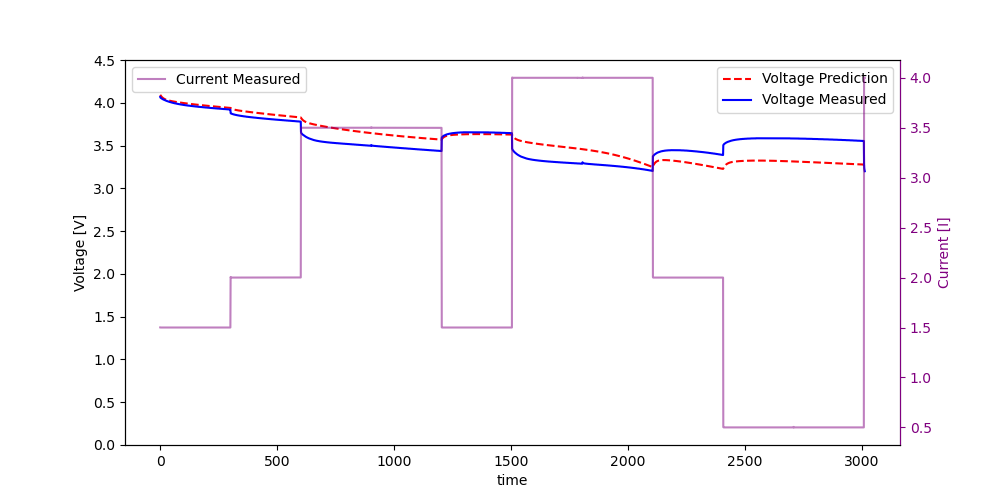 Current Measured
Voltage Prediction
Voltage Measured
4.5
4.0
3.5
3.0
2.5
2.0
1.5
1.0
0.5
0.0
Voltage [V]
4.0
3.5
3.0
2.5
2.0
1.5
1.0
0.5
Current [I]
0 500 1000 1500 2000 2500 3000
time